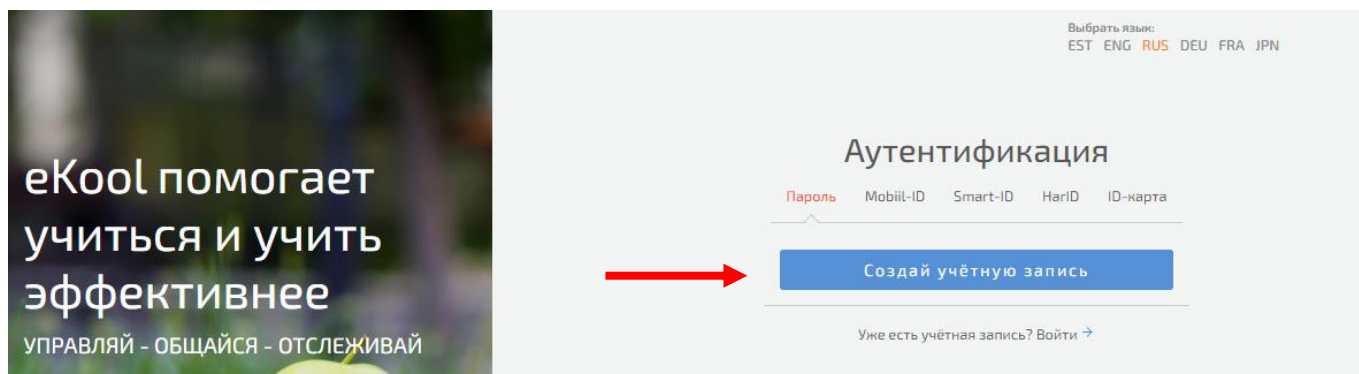 eKool помогает
учиться и учить
эффективнее
УПРАВЛЯЙ - ОБЩАЙСЯ - ОТСЛЕЖИВАЙ
Выбрать язык:
EST ENG RUS DEU FRA JPN
Аутентификация
Пароль Mobiil-ID Smart-ID HarID ID-карта
Создай учётную запись
Уже есть учётная запись? Войти →